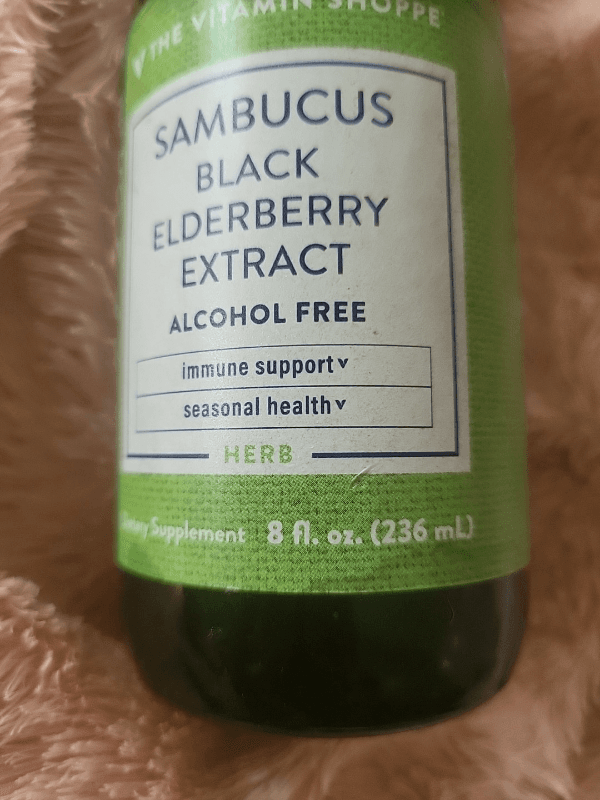 THE VITAMIN SHOPPE
SAMBUCUS
BLACK
ELDERBERRY
EXTRACT
ALCOHOL FREE
immune support
seasonal health
HERB
Dietary Supplement 8 fl. oz. (236 mL)